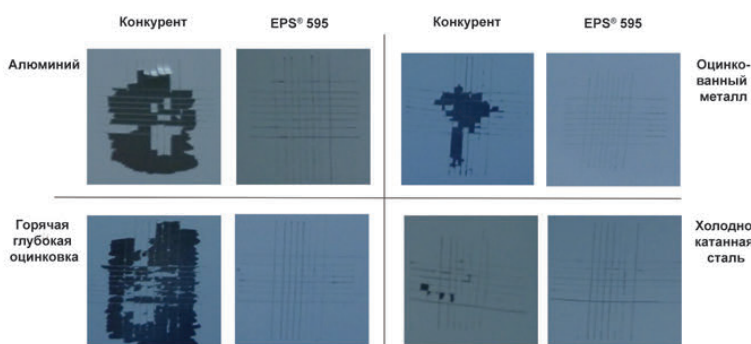 Конкурент
EPS® 595
Конкурент
EPS® 595
Алюминий
Оцинко-
ванный
металл
Горячая
глубокая
оцинковка
Холодно
катанная
сталь